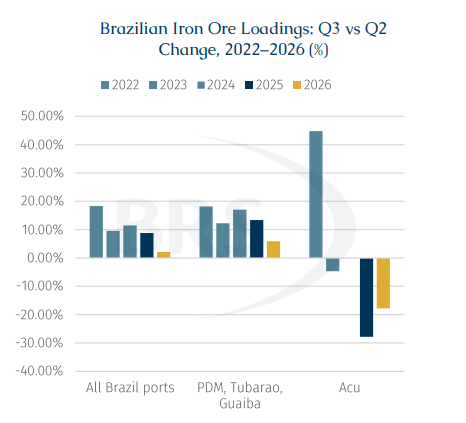 Brazilian Iron Ore Loadings: Q3 vs Q2
Change, 2022–2026 (%)
2022 2023 2024 2025 2026
50.00%
40.00%
30.00%
20.00%
10.00%
0.00%
-10.00%
-20.00%
-30.00%
-40.00%
BRS
All Brazil ports
PDM, Tubarao,
Guaiba
Acu